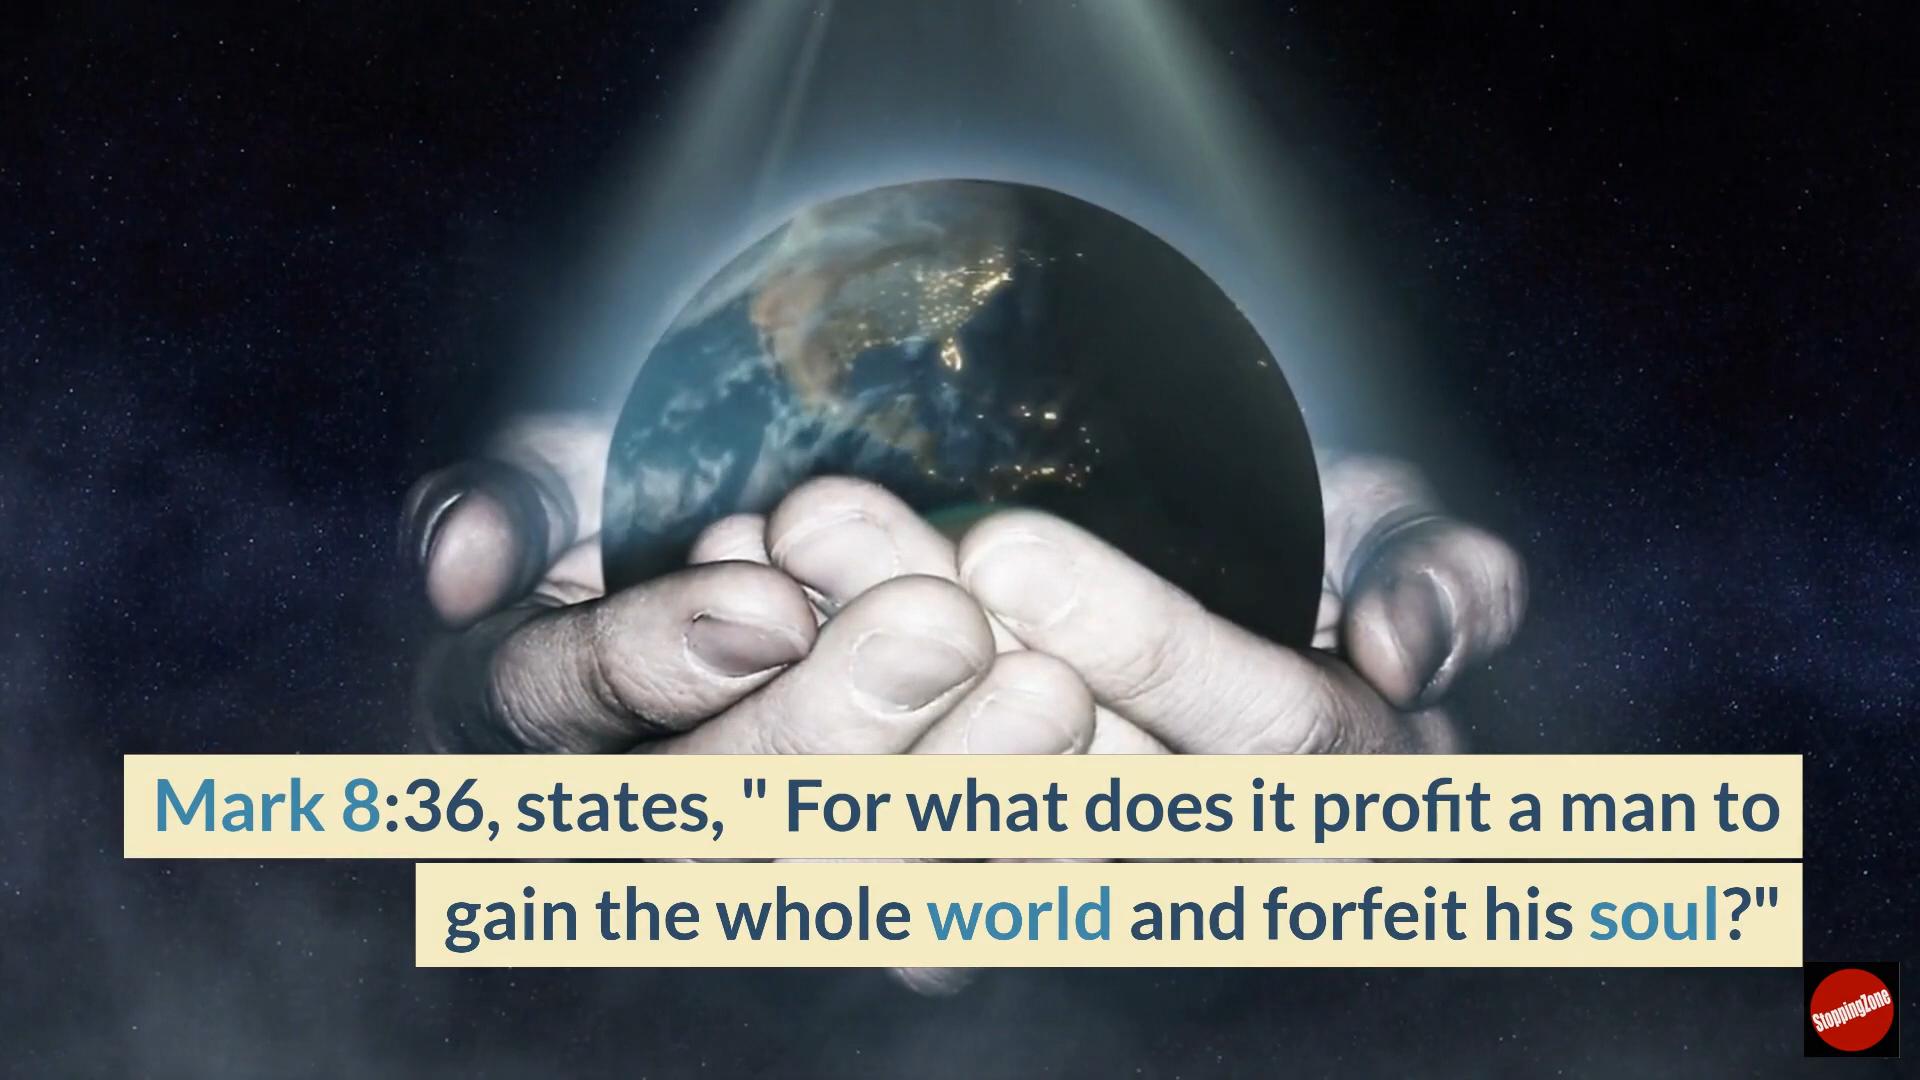 Mark 8:36, states, " For what does it profit a man to
gain the whole world and forfeit his soul?"
StoppingZone